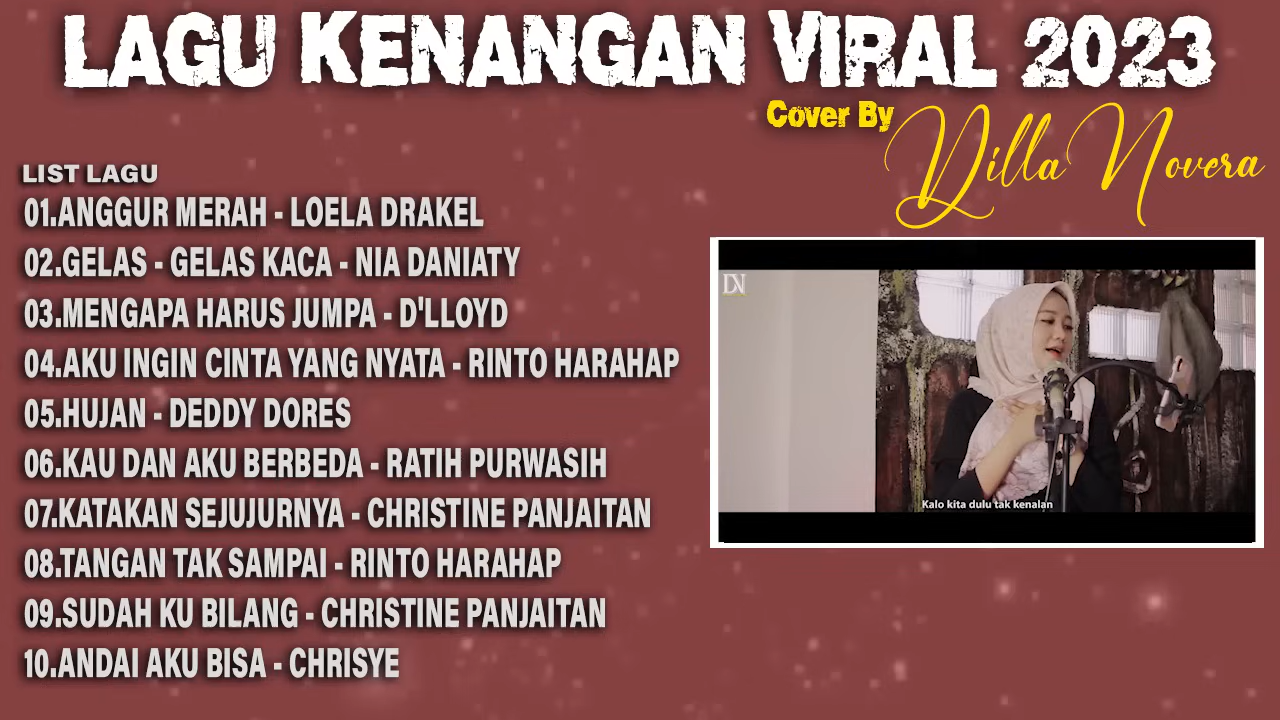 LAGU KENANGAN VIRAL 2023
Cover By Dilla Novera
LIST LAGU
01.ANGGUR MERAH - LOELA DRAKEL
02.GELAS - GELAS KACA - NIA DANIATY
03.MENGAPA HARUS JUMPA - D'LLOYD
04.AKU INGIN CINTA YANG NYATA - RINTO HARAHAP
05.HUJAN - DEDDY DORES
06.KAU DAN AKU BERBEDA - RATIH PURWASIH
07.KATAKAN SEJUJURNYA - CHRISTINE PANJAITAN
08.TANGAN TAK SAMPAI - RINTO HARAHAP
09.SUDAH KU BILANG - CHRISTINE PANJAITAN
10.ANDAI AKU BISA - CHRISYE
DN
Kalo kita dulu tak kenalan